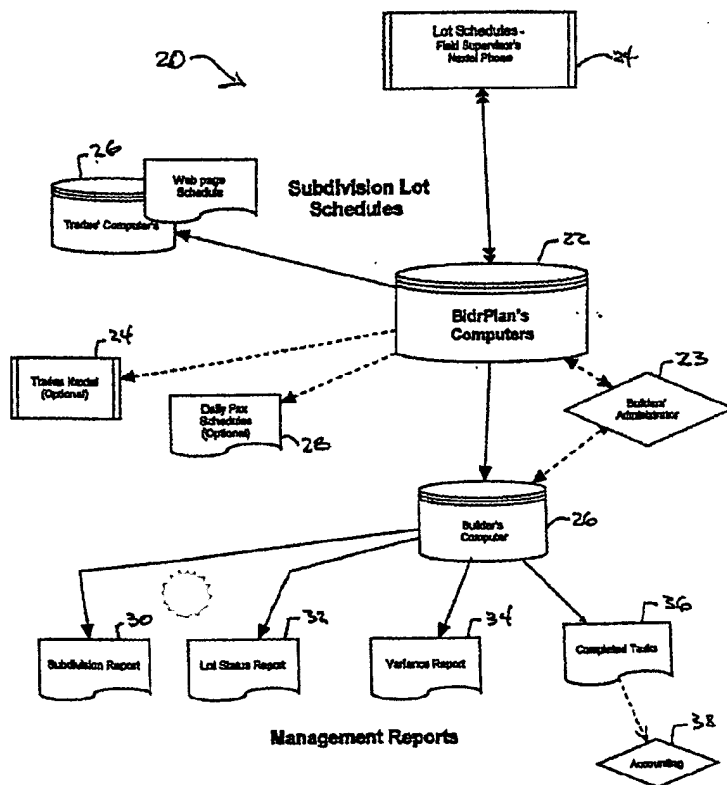 Lot Schedules -
Field Supervisor's
Nextel Phone
24
20
26
Web page
Schedule
Trades' Computers
Subdivision Lot
Schedules
22
BldrPlan's
Computers
24
Trades Nextel
(Optional)
23
Builders'
Administrator
Daily Fax
Schedules
(Optional)
28
Builder's
Computer
26
30
Subdivision Report
32
Lot Status Report
34
Variance Report
36
Completed Tasks
Management Reports
38
Accounting